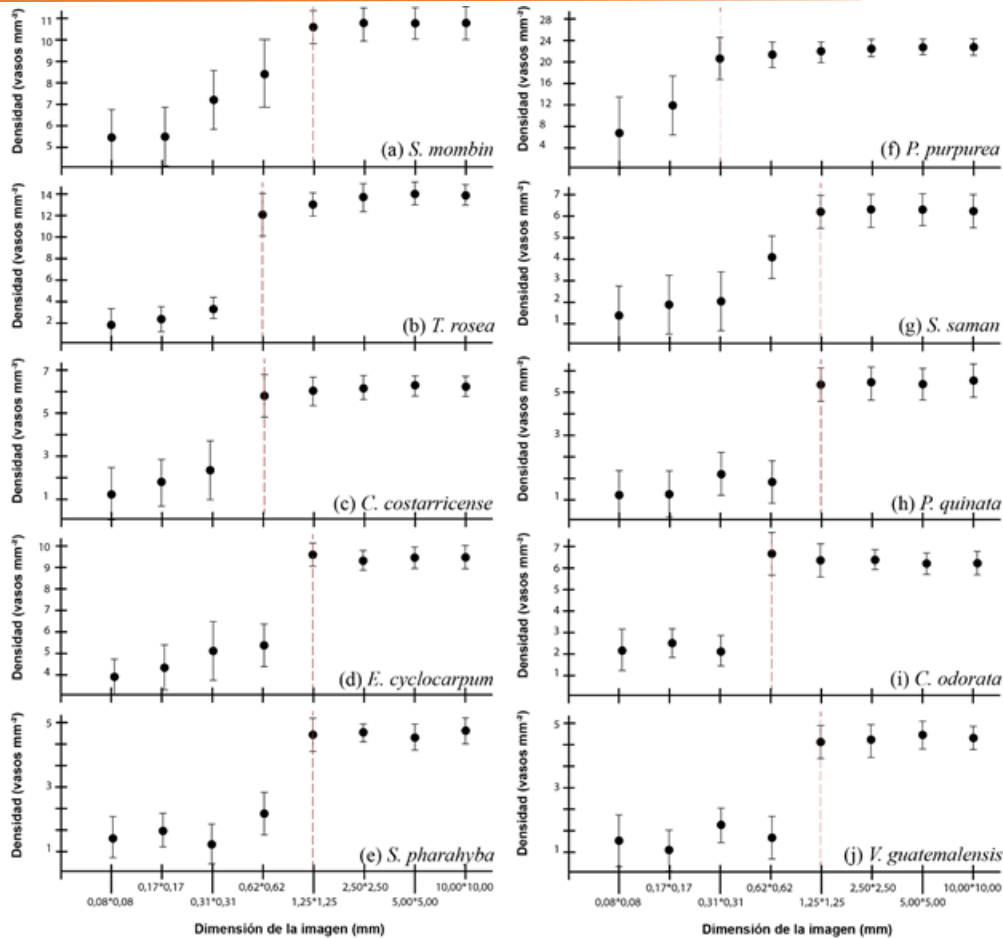 Densidad (vasos mm⁻²)
11
10
9
8
7
6
5
(a) S. mombin
Densidad (vasos mm⁻²)
14
12
10
8
6
4
2
(b) T. rosea
Densidad (vasos mm⁻²)
7
5
3
1
(c) C. costarricense
Densidad (vasos mm⁻²)
10
9
8
7
6
5
4
(d) E. cyclocarpum
Densidad (vasos mm⁻²)
5
3
1
(e) S. pharahyba
0,08*0,08 0,17*0,17 0,31*0,31 0,62*0,62 1,25*1,25 2,50*2,50 5,00*5,00 10,00*10,00
Dimensión de la imagen (mm)
Densidad (vasos mm⁻²)
28
24
20
16
12
8
4
(f) P. purpurea
Densidad (vasos mm⁻²)
7
6
5
4
3
2
1
(g) S. saman
Densidad (vasos mm⁻²)
5
3
1
(h) P. quinata
Densidad (vasos mm⁻²)
7
6
5
4
3
2
1
(i) C. odorata
Densidad (vasos mm⁻²)
5
3
1
(j) V. guatemalensis
0,08*0,08 0,17*0,17 0,31*0,31 0,62*0,62 1,25*1,25 2,50*2,50 5,00*5,00 10,00*10,00
Dimensión de la imagen (mm)